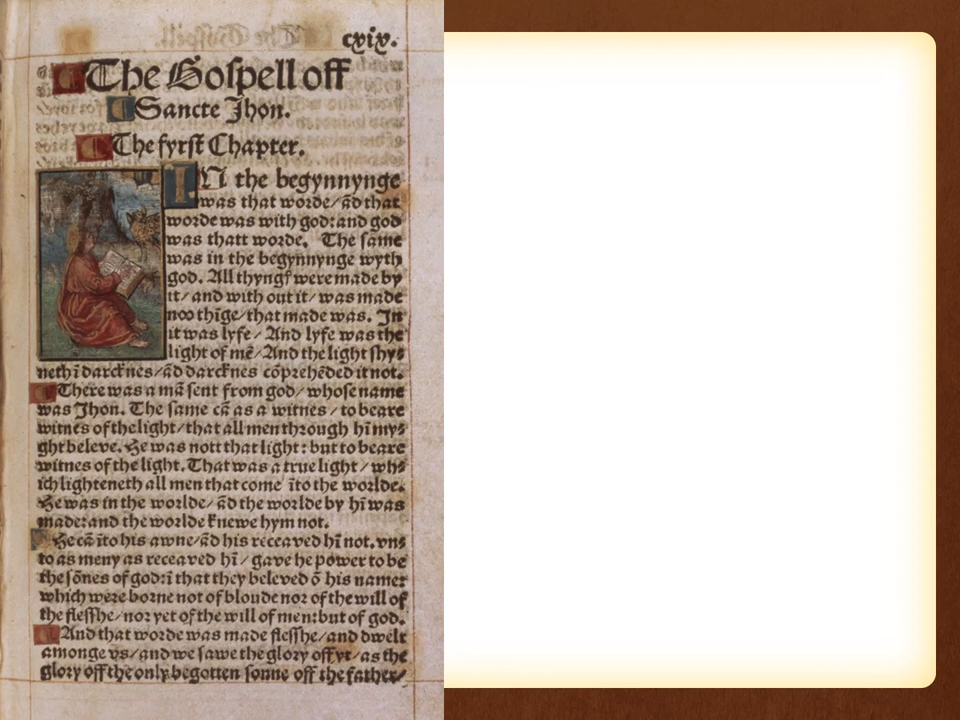 cxix.
The Gospell off
Sancte Jhon.
The fyrst Chapter.
IN the begynnynge
was that worde/ ād that
worde was with god: and god
was thatt worde. The same
was in the begynnynge wyth
god. All thyngſ were made by
it/ and with out it/ was made
noo thīge/ that made was. In
it was lyfe/ And lyfe was the
light of mē/ And the light shy⸗
neth ī darcknes/ ād darcknes cōprehēded it not.
There was a mā sent from god/ whose name
was Jhon. The same cā as a witnes/ to beare
witnes of the light/ that all men through hī my⸗
ght beleve. He was nott that light: but to beare
witnes of the light. That was a true light/ wh⸗
ich lighteneth all men that come īto the worlde.
He was in the worlde/ ād the worlde by hī was
made: and the worlde knewe hym not.
He cā īto his awne/ ād his receaved hī not. vn⸗
to as meny as receaved hī/ gave he power to be
the sōnes of god: ī that they beleved ō his name:
which were borne not of bloude nor of the will of
the flesshe/ nor yet of the will of men: but of god.
And that worde was made flesshe/ and dwelt
amonge vs/ and we sawe the glory off yt/ as the
glory off the only begotten sonne off the father/